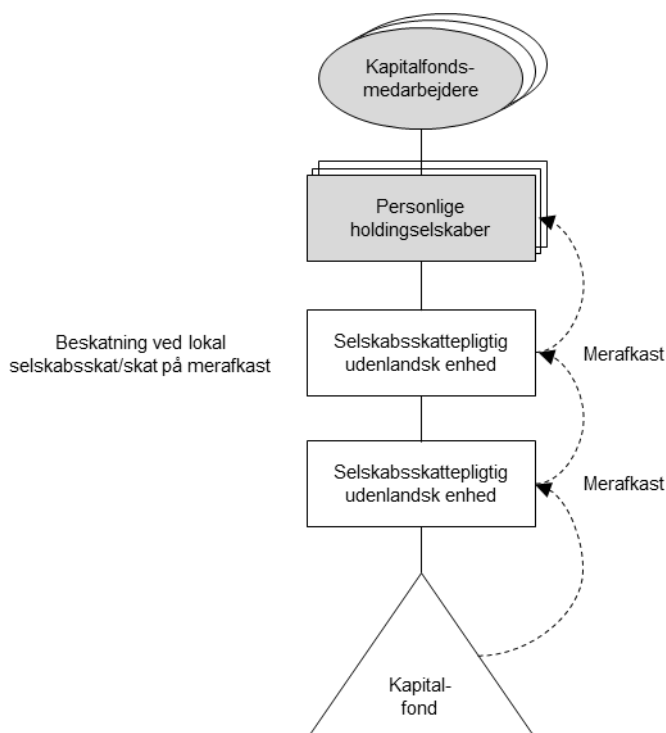 Kapitalfonds-
medarbejdere
Personlige
holdingselskaber
Beskatning ved lokal
selskabsskat/skat på merafkast
Selskabsskattepligtig
udenlandsk enhed
Merafkast
Selskabsskattepligtig
udenlandsk enhed
Merafkast
Kapital-
fond